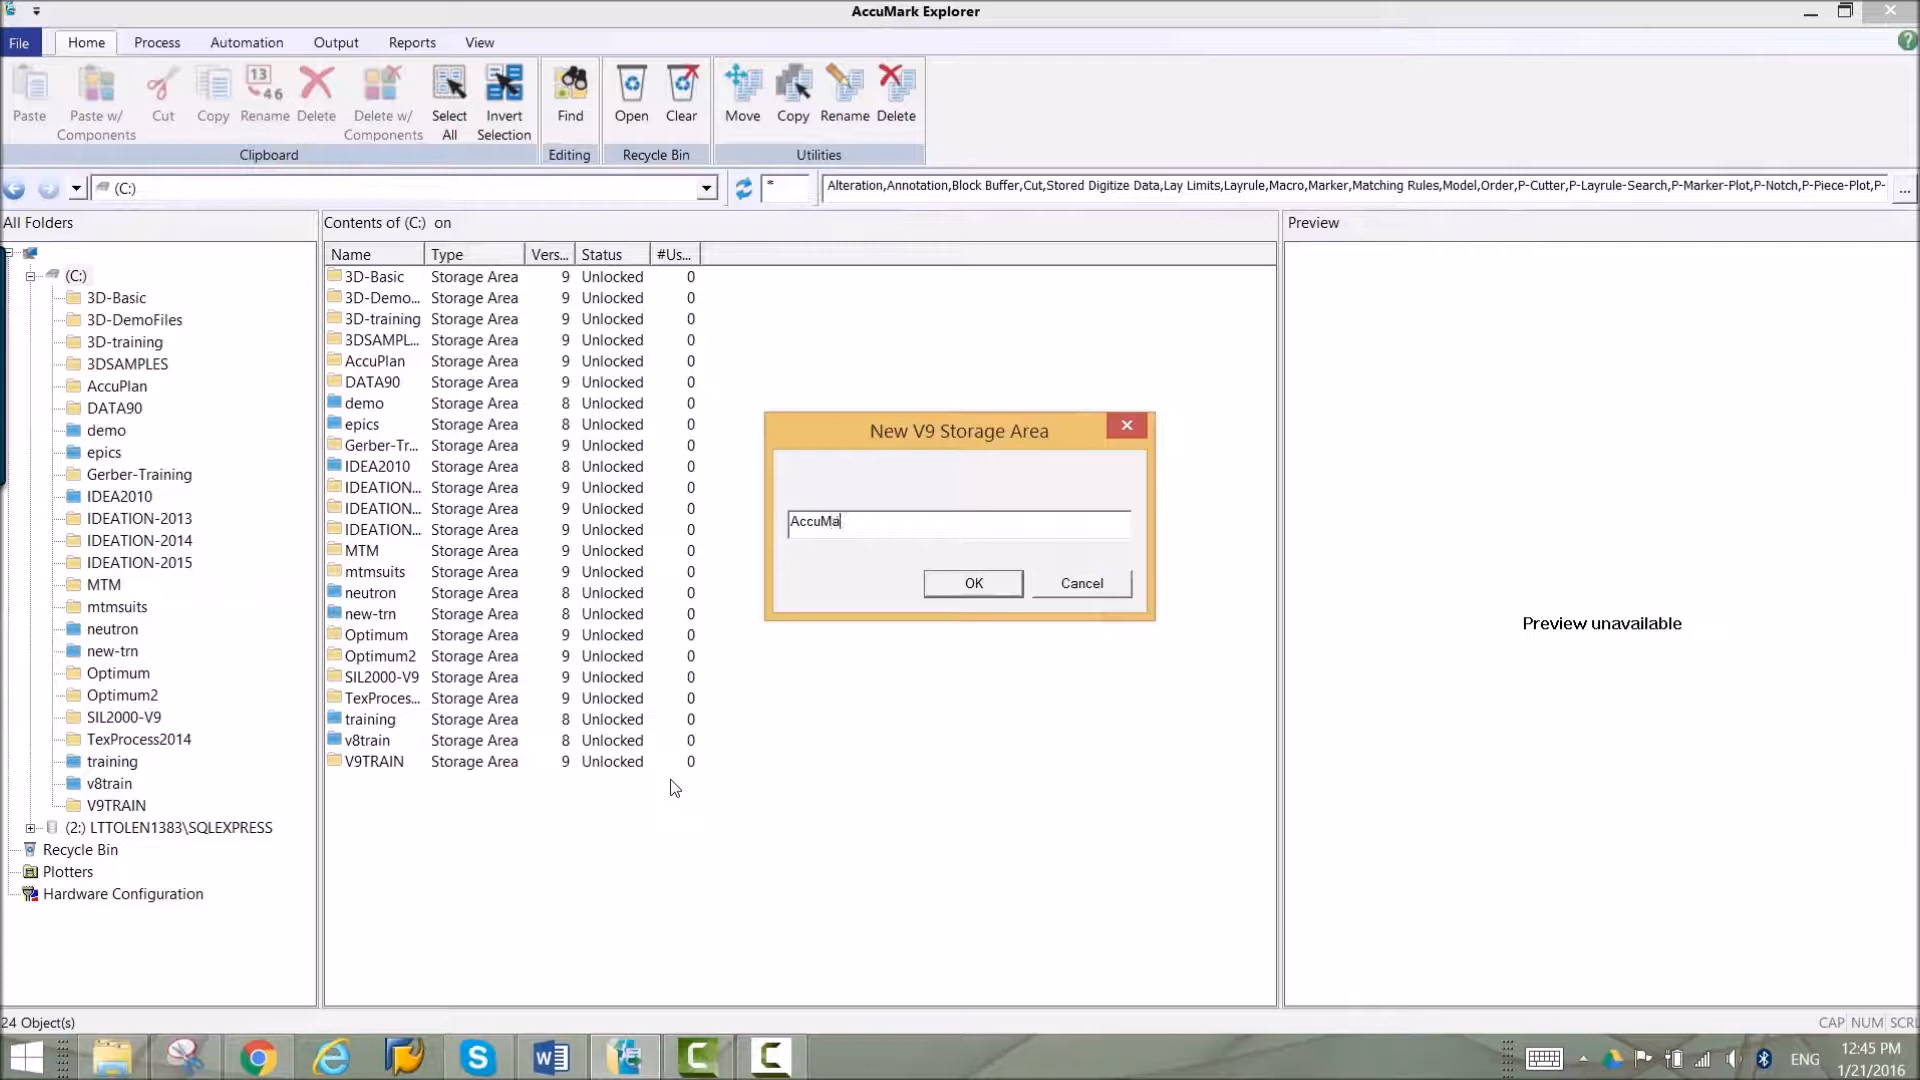 AccuMark Explorer
File Home Process Automation Output Reports View
Paste Paste w/ Components Cut Copy Rename Delete Delete w/ Components Select All Invert Selection Find Open Clear Move Copy Rename Delete
Clipboard Editing Recycle Bin Utilities
(C:) * Alteration,Annotation,Block Buffer,Cut,Stored Digitize Data,Lay Limits,Layrule,Macro,Marker,Matching Rules,Model,Order,P-Cutter,P-Layrule-Search,P-Marker-Plot,P-Notch,P-Piece-Plot,P- ...
All Folders
(C:)
3D-Basic
3D-DemoFiles
3D-training
3DSAMPLES
AccuPlan
DATA90
demo
epics
Gerber-Training
IDEA2010
IDEATION-2013
IDEATION-2014
IDEATION-2015
MTM
mtmsuits
neutron
new-trn
Optimum
Optimum2
SIL2000-V9
TexProcess2014
training
v8train
V9TRAIN
(2:) LTTOLEN1383\SQLEXPRESS
Recycle Bin
Plotters
Hardware Configuration
Contents of (C:) on
Name Type Vers... Status #Us...
3D-Basic Storage Area 9 Unlocked 0
3D-Demo... Storage Area 9 Unlocked 0
3D-training Storage Area 9 Unlocked 0
3DSAMPL... Storage Area 9 Unlocked 0
AccuPlan Storage Area 9 Unlocked 0
DATA90 Storage Area 9 Unlocked 0
demo Storage Area 8 Unlocked 0
epics Storage Area 8 Unlocked 0
Gerber-Tr... Storage Area 9 Unlocked 0
IDEA2010 Storage Area 8 Unlocked 0
IDEATION... Storage Area 9 Unlocked 0
IDEATION... Storage Area 9 Unlocked 0
IDEATION... Storage Area 9 Unlocked 0
MTM Storage Area 9 Unlocked 0
mtmsuits Storage Area 9 Unlocked 0
neutron Storage Area 8 Unlocked 0
new-trn Storage Area 8 Unlocked 0
Optimum Storage Area 9 Unlocked 0
Optimum2 Storage Area 9 Unlocked 0
SIL2000-V9 Storage Area 9 Unlocked 0
TexProces... Storage Area 9 Unlocked 0
training Storage Area 8 Unlocked 0
v8train Storage Area 8 Unlocked 0
V9TRAIN Storage Area 9 Unlocked 0
New V9 Storage Area
AccuMa
OK Cancel
Preview
Preview unavailable
24 Object(s)
CAP NUM SCRL
ENG 12:45 PM
1/21/2016